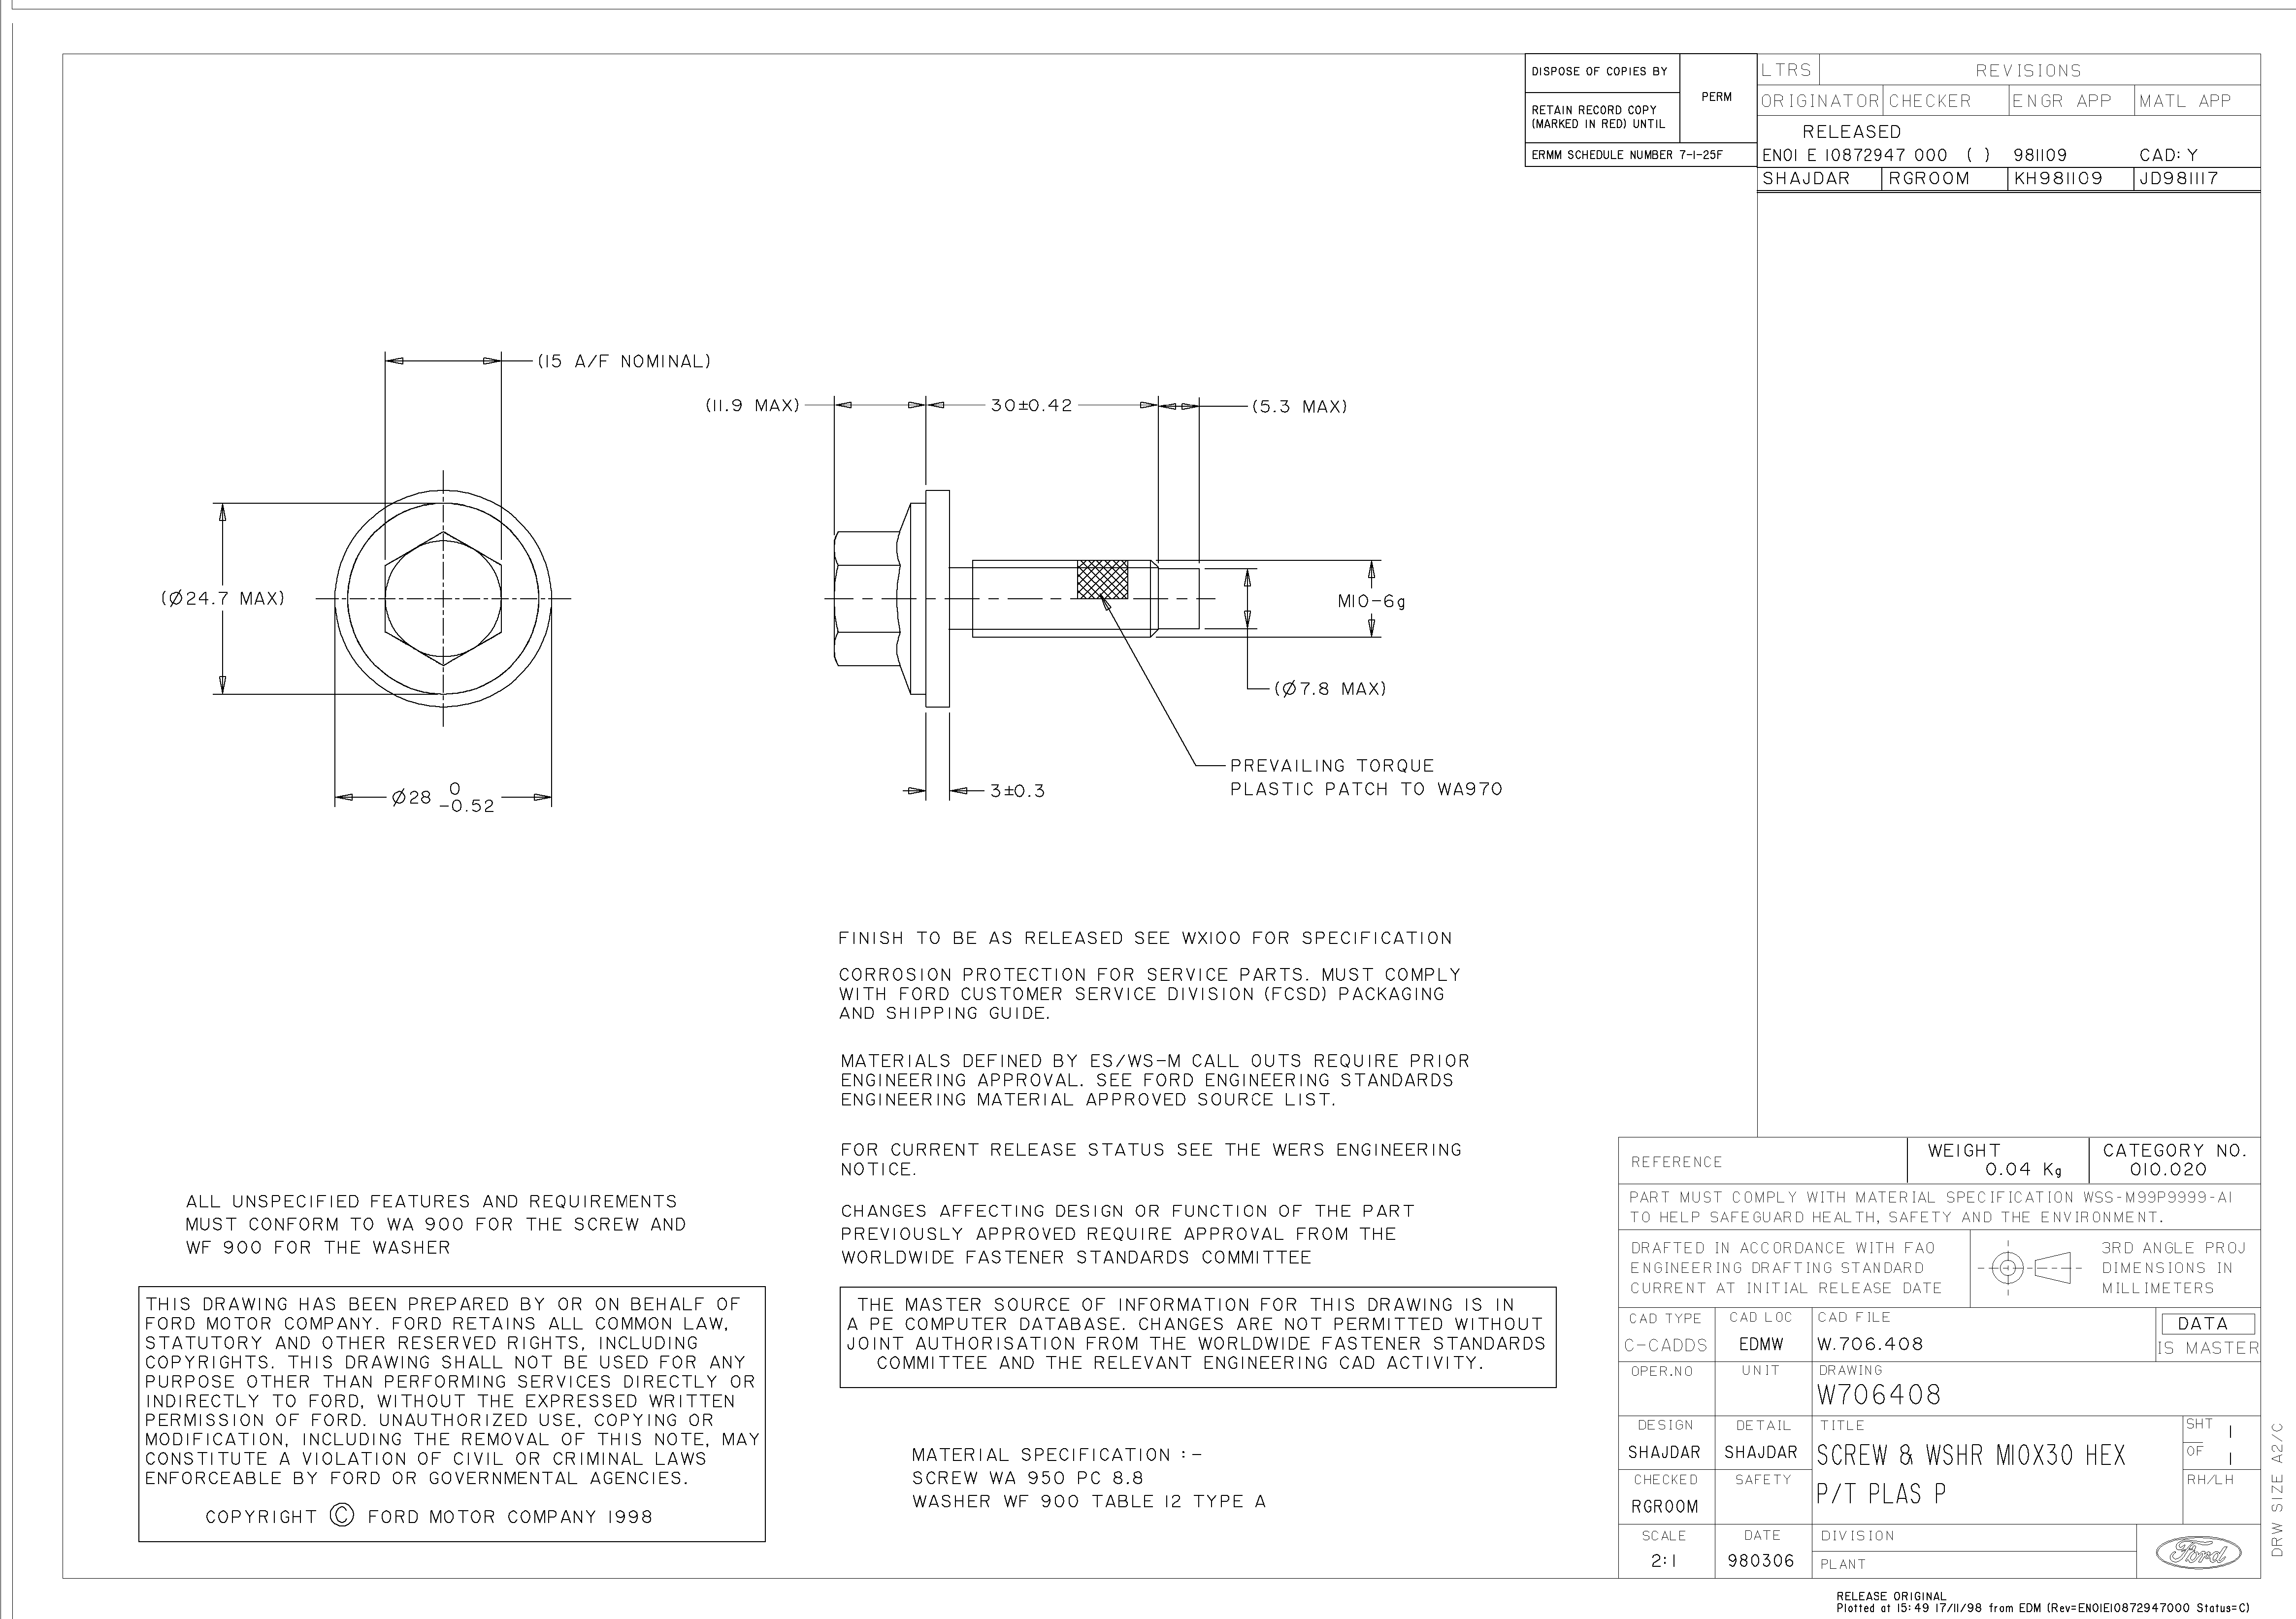 DISPOSE OF COPIES BY
PERM
RETAIN RECORD COPY
(MARKED IN RED) UNTIL
ERMM SCHEDULE NUMBER 7-1-25F
LTRS
REVISIONS
ORIGINATOR
CHECKER
ENGR APP
MATL APP
RELEASED
EN01 E 10872947 000 ( ) 981109 CAD: Y
SHAJDAR
RGROOM
KH981109
JD981117
(15 A/F NOMINAL)
(11.9 MAX)
30±0.42
(5.3 MAX)
(Ø24.7 MAX)
M10-6g
(Ø7.8 MAX)
PREVAILING TORQUE
PLASTIC PATCH TO WA970
Ø28 0
-0.52
3±0.3
FINISH TO BE AS RELEASED SEE WX100 FOR SPECIFICATION
CORROSION PROTECTION FOR SERVICE PARTS. MUST COMPLY
WITH FORD CUSTOMER SERVICE DIVISION (FCSD) PACKAGING
AND SHIPPING GUIDE.
MATERIALS DEFINED BY ES/WS-M CALL OUTS REQUIRE PRIOR
ENGINEERING APPROVAL. SEE FORD ENGINEERING STANDARDS
ENGINEERING MATERIAL APPROVED SOURCE LIST.
FOR CURRENT RELEASE STATUS SEE THE WERS ENGINEERING
NOTICE.
CHANGES AFFECTING DESIGN OR FUNCTION OF THE PART
PREVIOUSLY APPROVED REQUIRE APPROVAL FROM THE
WORLDWIDE FASTENER STANDARDS COMMITTEE
ALL UNSPECIFIED FEATURES AND REQUIREMENTS
MUST CONFORM TO WA 900 FOR THE SCREW AND
WF 900 FOR THE WASHER
THIS DRAWING HAS BEEN PREPARED BY OR ON BEHALF OF
FORD MOTOR COMPANY. FORD RETAINS ALL COMMON LAW,
STATUTORY AND OTHER RESERVED RIGHTS, INCLUDING
COPYRIGHTS. THIS DRAWING SHALL NOT BE USED FOR ANY
PURPOSE OTHER THAN PERFORMING SERVICES DIRECTLY OR
INDIRECTLY TO FORD, WITHOUT THE EXPRESSED WRITTEN
PERMISSION OF FORD. UNAUTHORIZED USE, COPYING OR
MODIFICATION, INCLUDING THE REMOVAL OF THIS NOTE, MAY
CONSTITUTE A VIOLATION OF CIVIL OR CRIMINAL LAWS
ENFORCEABLE BY FORD OR GOVERNMENTAL AGENCIES.
COPYRIGHT © FORD MOTOR COMPANY 1998
THE MASTER SOURCE OF INFORMATION FOR THIS DRAWING IS IN
A PE COMPUTER DATABASE. CHANGES ARE NOT PERMITTED WITHOUT
JOINT AUTHORISATION FROM THE WORLDWIDE FASTENER STANDARDS
COMMITTEE AND THE RELEVANT ENGINEERING CAD ACTIVITY.
MATERIAL SPECIFICATION :-
SCREW WA 950 PC 8.8
WASHER WF 900 TABLE 12 TYPE A
REFERENCE
WEIGHT
0.04 Kg
CATEGORY NO.
010.020
PART MUST COMPLY WITH MATERIAL SPECIFICATION WSS-M99P9999-A1
TO HELP SAFEGUARD HEALTH, SAFETY AND THE ENVIRONMENT.
DRAFTED IN ACCORDANCE WITH FAO
ENGINEERING DRAFTING STANDARD
CURRENT AT INITIAL RELEASE DATE
3RD ANGLE PROJ
DIMENSIONS IN
MILLIMETERS
CAD TYPE
C-CADDS
CAD LOC
EDMW
CAD FILE
W.706.408
DATA
IS MASTER
OPER.NO
UNIT
DRAWING
W706408
DESIGN
SHAJDAR
DETAIL
SHAJDAR
TITLE
SCREW & WSHR M10X30 HEX
P/T PLAS P
SHT 1
OF 1
CHECKED
RGROOM
SAFETY
RH/LH
SCALE
2:1
DATE
980306
DIVISION
PLANT
Ford
DRW SIZE A2/C
RELEASE ORIGINAL
Plotted at 15:49 17/11/98 from EDM (Rev=EN01E10872947000 Status=C)